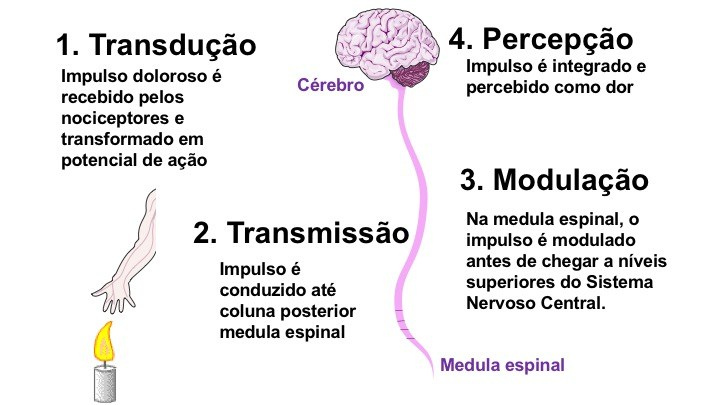 1. Transdução
Impulso doloroso é
recebido pelos
nociceptores e
transformado em
potencial de ação
2. Transmissão
Impulso é
conduzido até
coluna posterior
medula espinal
3. Modulação
Na medula espinal, o
impulso é modulado
antes de chegar a níveis
superiores do Sistema
Nervoso Central.
4. Percepção
Impulso é integrado e
percebido como dor
Cérebro
Medula espinal